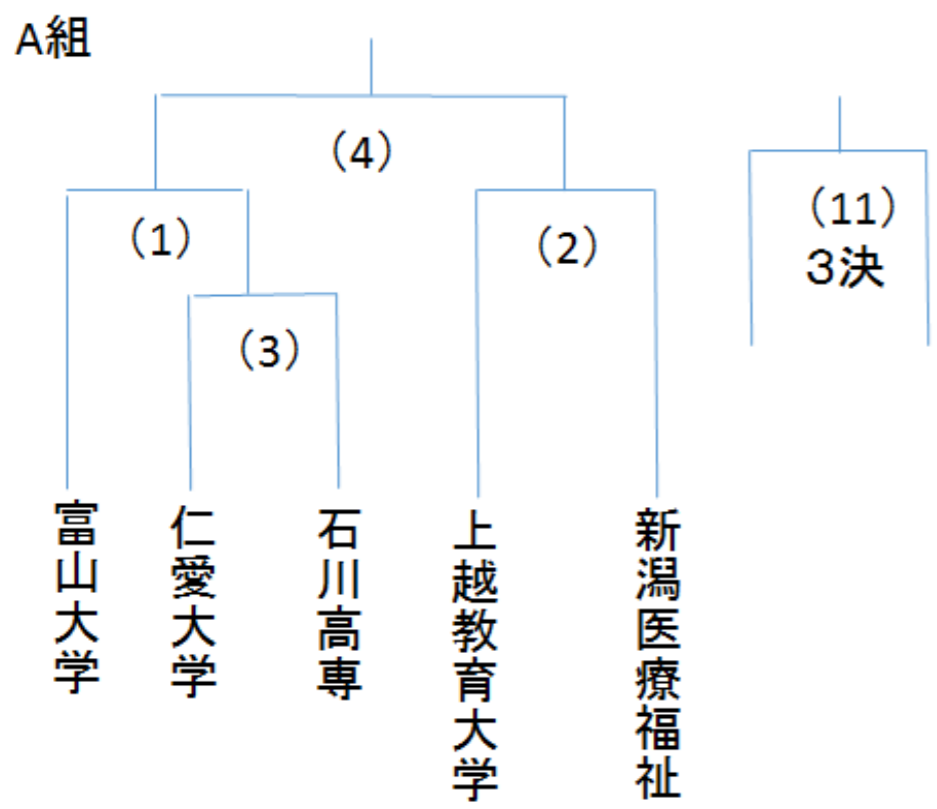 A組
（4）
（11）
3決
（1）
（2）
（3）
富山大学
仁愛大学
石川高専
上越教育大学
新潟医療福祉